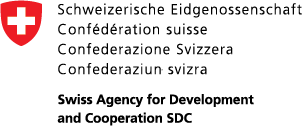 Schweizerische Eidgenossenschaft
Confédération suisse
Confederazione Svizzera
Confederaziun svizra
Swiss Agency for Development
and Cooperation SDC